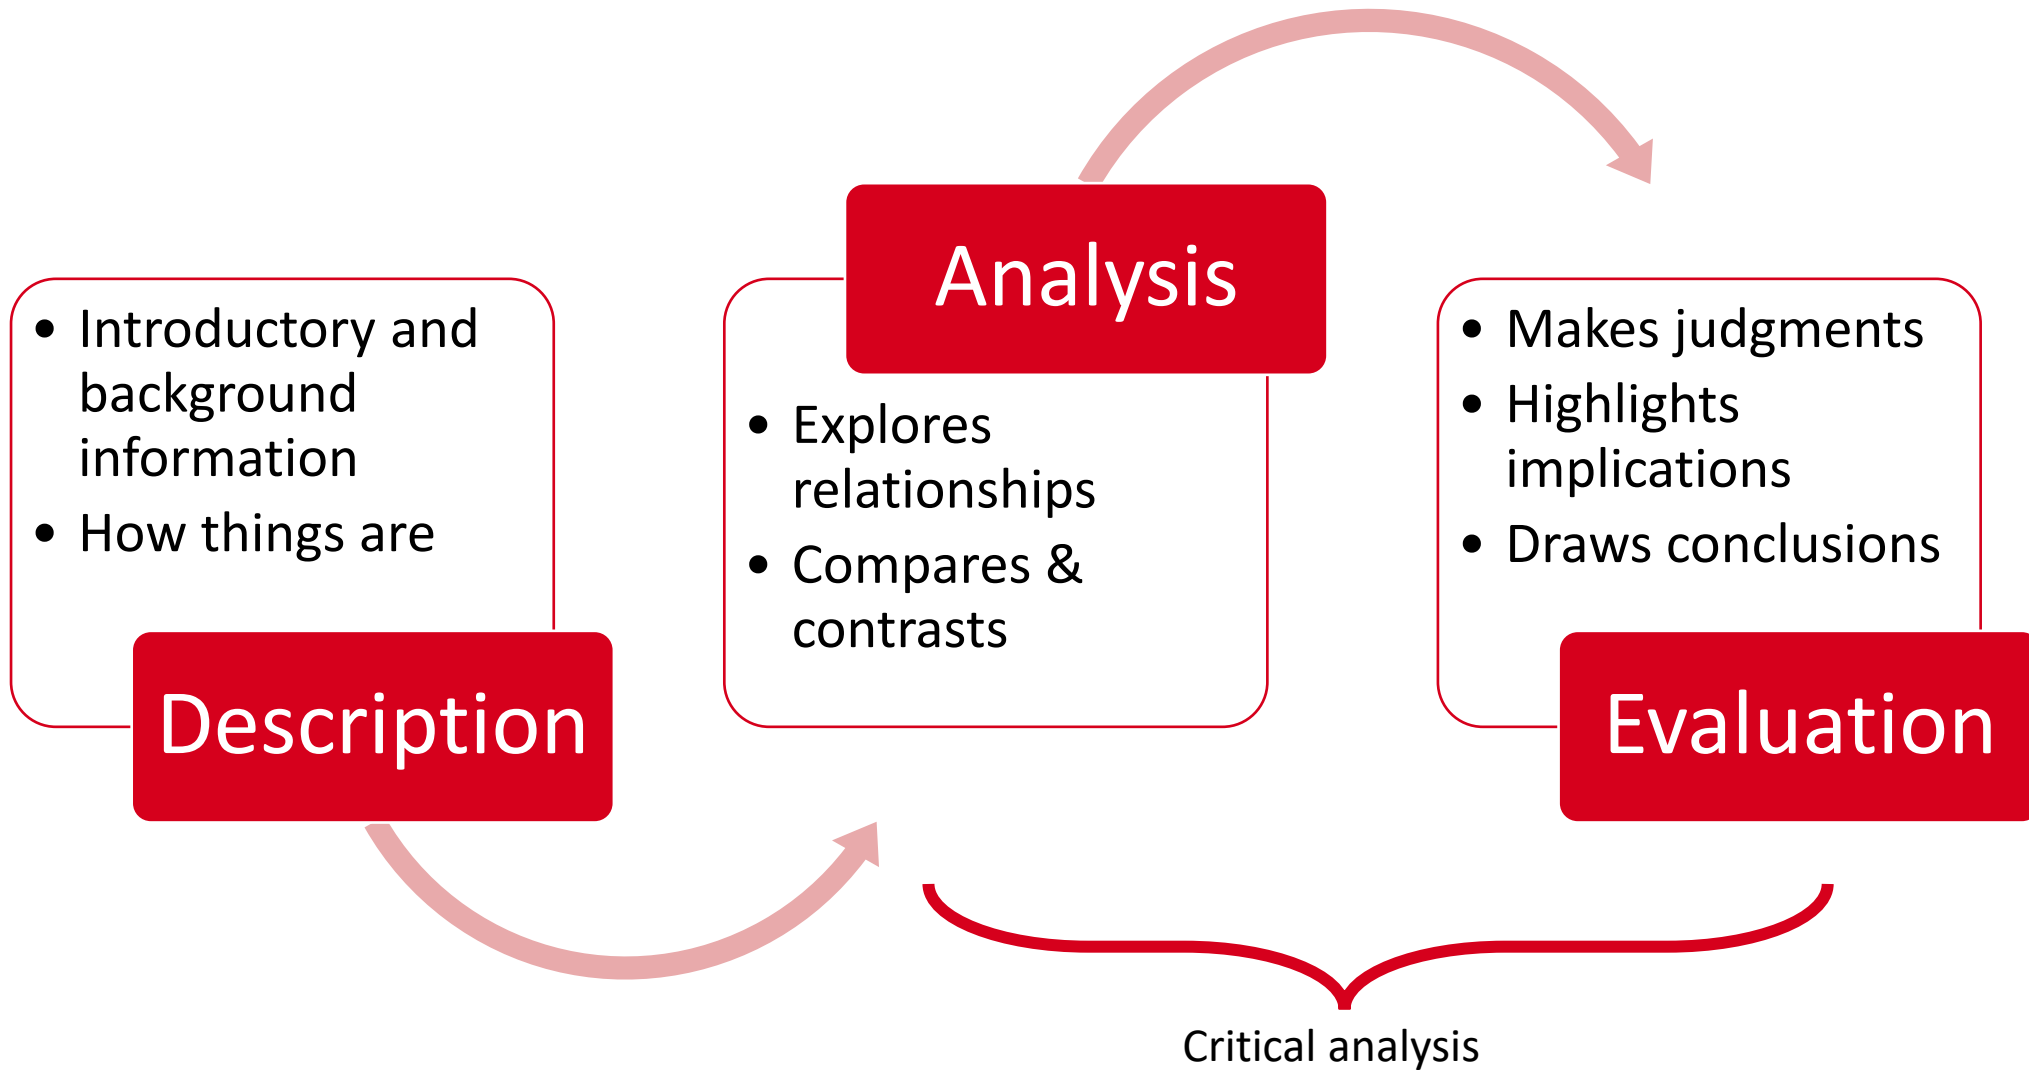 • Introductory and
background
information
• How things are
Description
Analysis
• Explores
relationships
• Compares &
contrasts
• Makes judgments
• Highlights
implications
• Draws conclusions
Evaluation
Critical analysis